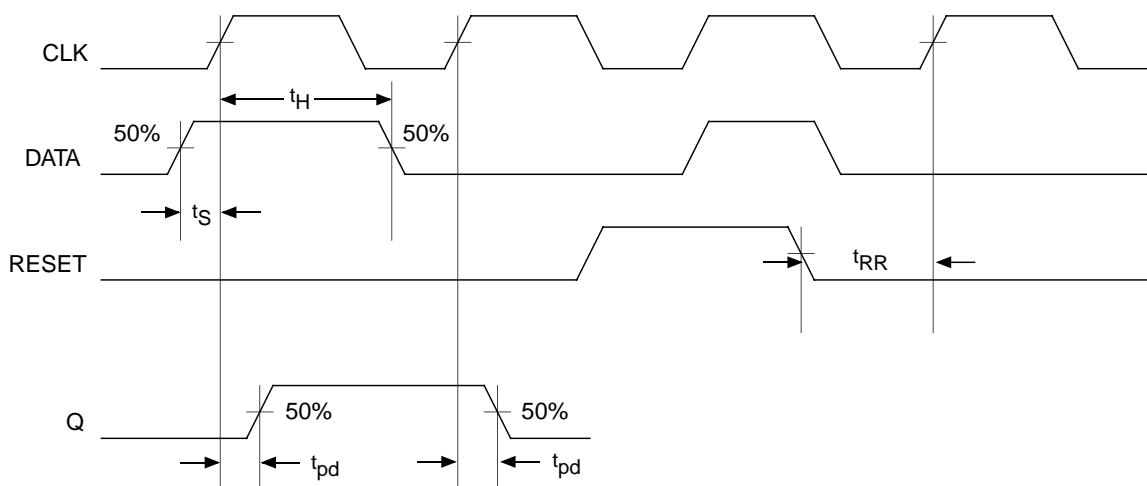 CLK
tH
50%
50%
DATA
tS
RESET
tRR
50%
50%
Q
tpd
tpd